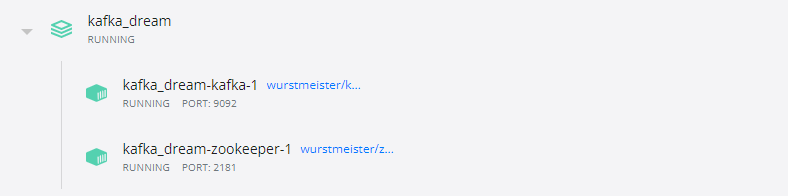 kafka_dream
RUNNING
kafka_dream-kafka-1 wurstmeister/k...
RUNNING PORT: 9092
kafka_dream-zookeeper-1 wurstmeister/z...
RUNNING PORT: 2181